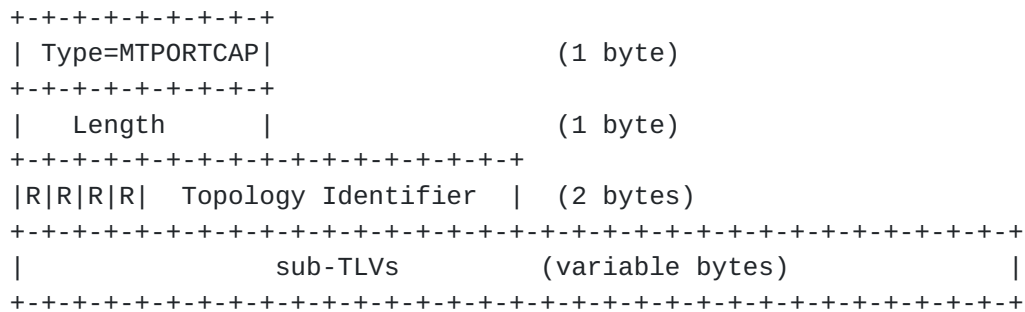 +-+-+-+-+-+-+-+-+
| Type=MTPORTCAP|                  (1 byte)
+-+-+-+-+-+-+-+-+
|   Length      |                  (1 byte)
+-+-+-+-+-+-+-+-+-+-+-+-+-+-+-+-+
|R|R|R|R|  Topology Identifier  |  (2 bytes)
+-+-+-+-+-+-+-+-+-+-+-+-+-+-+-+-+-+-+-+-+-+-+-+-+-+-+-+-+-+-+-+-+
|                sub-TLVs         (variable bytes)              |
+-+-+-+-+-+-+-+-+-+-+-+-+-+-+-+-+-+-+-+-+-+-+-+-+-+-+-+-+-+-+-+-+